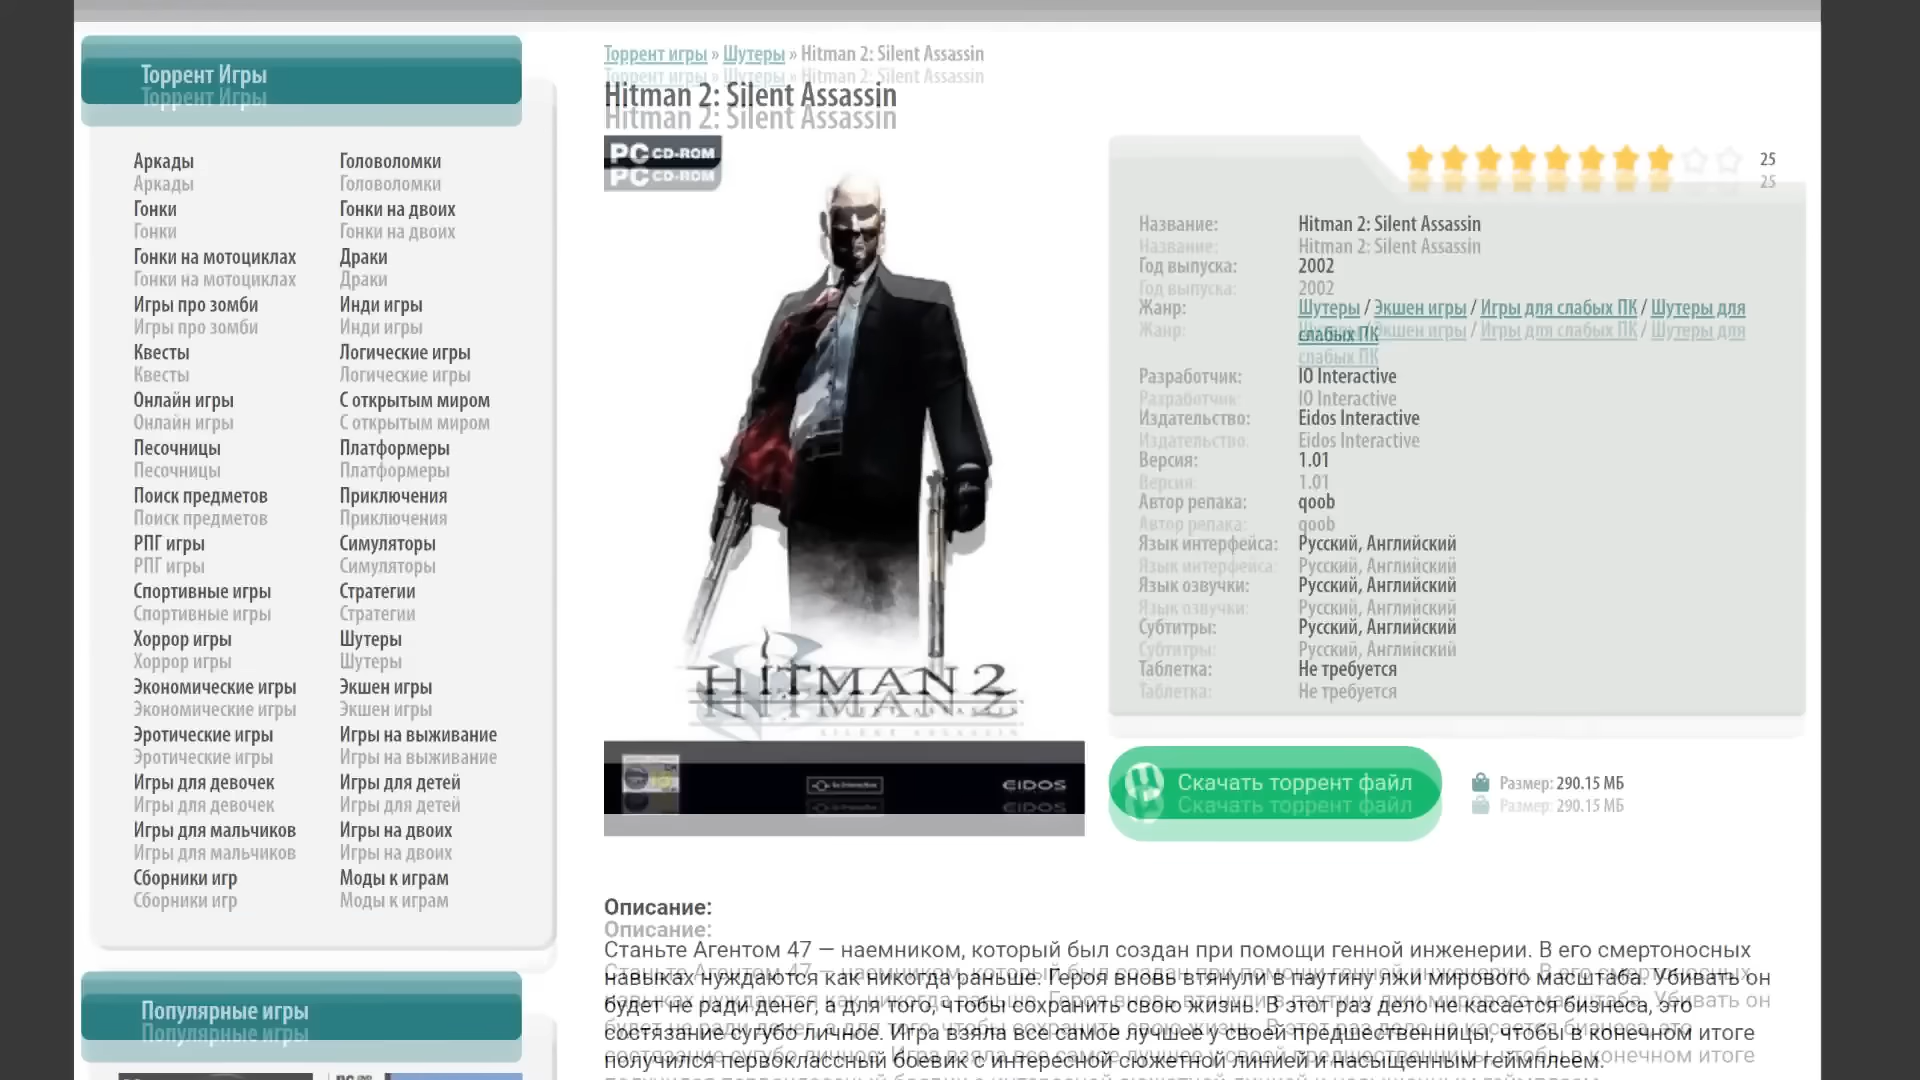 Торрент Игры
Аркады
Головоломки
Гонки
Гонки на двоих
Гонки на мотоциклах
Драки
Игры про зомби
Инди игры
Квесты
Логические игры
Онлайн игры
С открытым миром
Песочницы
Платформеры
Поиск предметов
Приключения
РПГ игры
Симуляторы
Спортивные игры
Стратегии
Хоррор игры
Шутеры
Экономические игры
Экшен игры
Эротические игры
Игры на выживание
Игры для девочек
Игры для детей
Игры для мальчиков
Игры на двоих
Сборники игр
Моды к играм
Популярные игры
Торрент игры » Шутеры » Hitman 2: Silent Assassin
Hitman 2: Silent Assassin
PC CD-ROM
HITMAN 2
SILENT ASSASSIN
EIDOS
25
Название: Hitman 2: Silent Assassin
Год выпуска: 2002
Жанр: Шутеры / Экшен игры / Игры для слабых ПК / Шутеры для
слабых ПК
Разработчик: IO Interactive
Издательство: Eidos Interactive
Версия: 1.01
Автор репака: qoob
Язык интерфейса: Русский, Английский
Язык озвучки: Русский, Английский
Субтитры: Русский, Английский
Таблетка: Не требуется
Скачать торрент файл
Размер: 290.15 МБ
Описание:
Станьте Агентом 47 — наемником, который был создан при помощи генной инженерии. В его смертоносных
навыках нуждаются как никогда раньше. Героя вновь втянули в паутину лжи мирового масштаба. Убивать он
будет не ради денег, а для того, чтобы сохранить свою жизнь. В этот раз дело не касается бизнеса, это
состязание сугубо личное. Игра взяла все самое лучшее у своей предшественницы, чтобы в конечном итоге
получился первоклассный боевик с интересной сюжетной линией и насыщенным геймплеем.